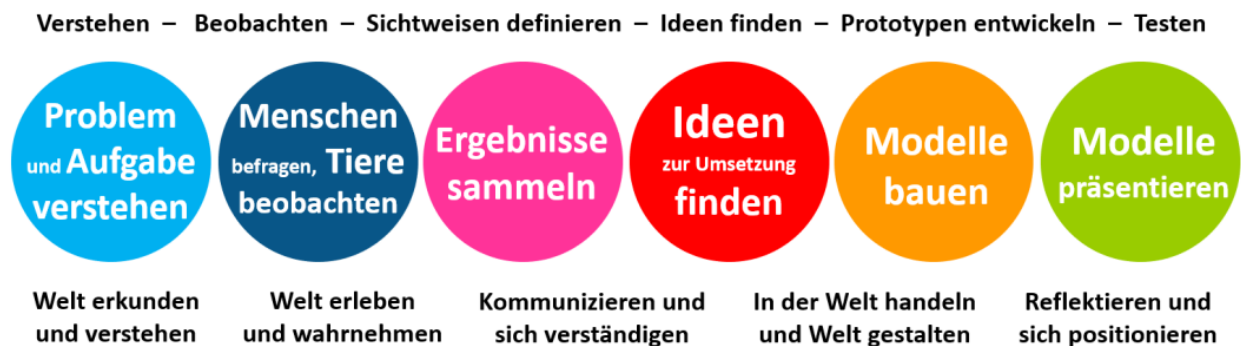 Verstehen – Beobachten – Sichtweisen definieren – Ideen finden – Prototypen entwickeln – Testen
Problem
und Aufgabe
verstehen
Menschen
befragen, Tiere
beobachten
Ergebnisse
sammeln
Ideen
zur Umsetzung
finden
Modelle
bauen
Modelle
präsentieren
Welt erkunden
und verstehen
Welt erleben
und wahrnehmen
Kommunizieren und
sich verständigen
In der Welt handeln
und Welt gestalten
Reflektieren und
sich positionieren